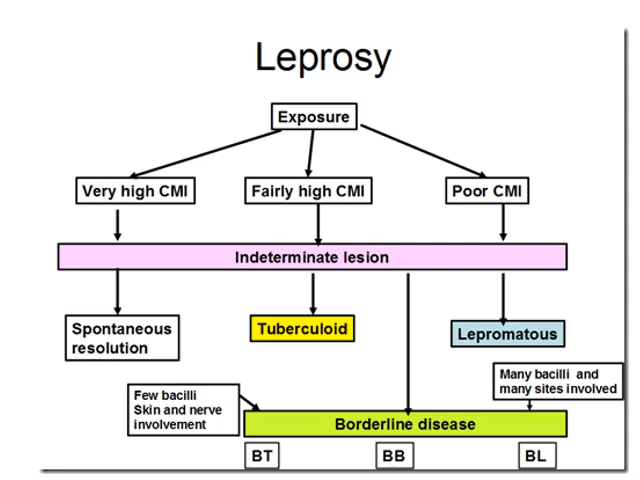 Leprosy
Exposure
Very high CMI
Fairly high CMI
Poor CMI
Indeterminate lesion
Spontaneous
resolution
Tuberculoid
Lepromatous
Many bacilli and
many sites involved
Few bacilli
Skin and nerve
involvement
Borderline disease
BT
BB
BL